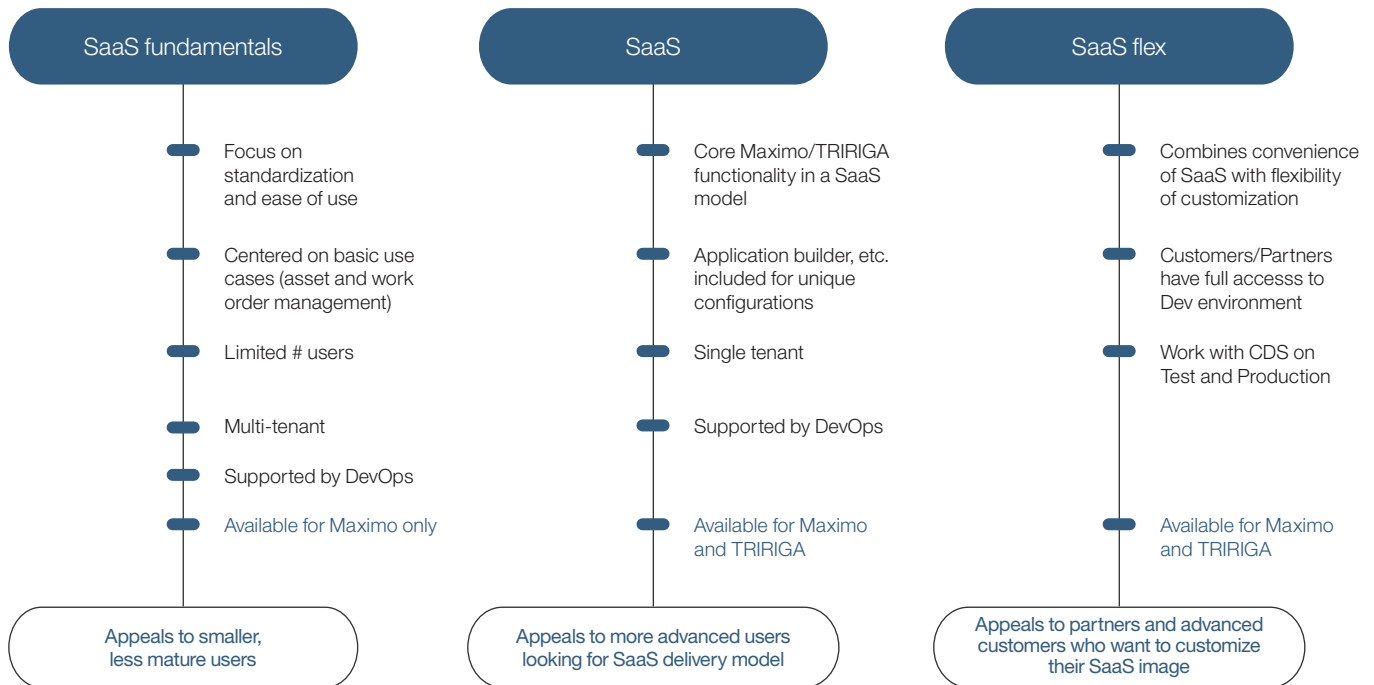 SaaS fundamentals
Focus on
standardization
and ease of use
Centered on basic use
cases (asset and work
order management)
Limited # users
Multi-tenant
Supported by DevOps
Available for Maximo only
Appeals to smaller,
less mature users
SaaS
Core Maximo/TRIRIGA
functionality in a SaaS
model
Application builder, etc.
included for unique
configurations
Single tenant
Supported by DevOps
Available for Maximo
and TRIRIGA
Appeals to more advanced users
looking for SaaS delivery model
SaaS flex
Combines convenience
of SaaS with flexibility
of customization
Customers/Partners
have full accesss to
Dev environment
Work with CDS on
Test and Production
Available for Maximo
and TRIRIGA
Appeals to partners and advanced
customers who want to customize
their SaaS image